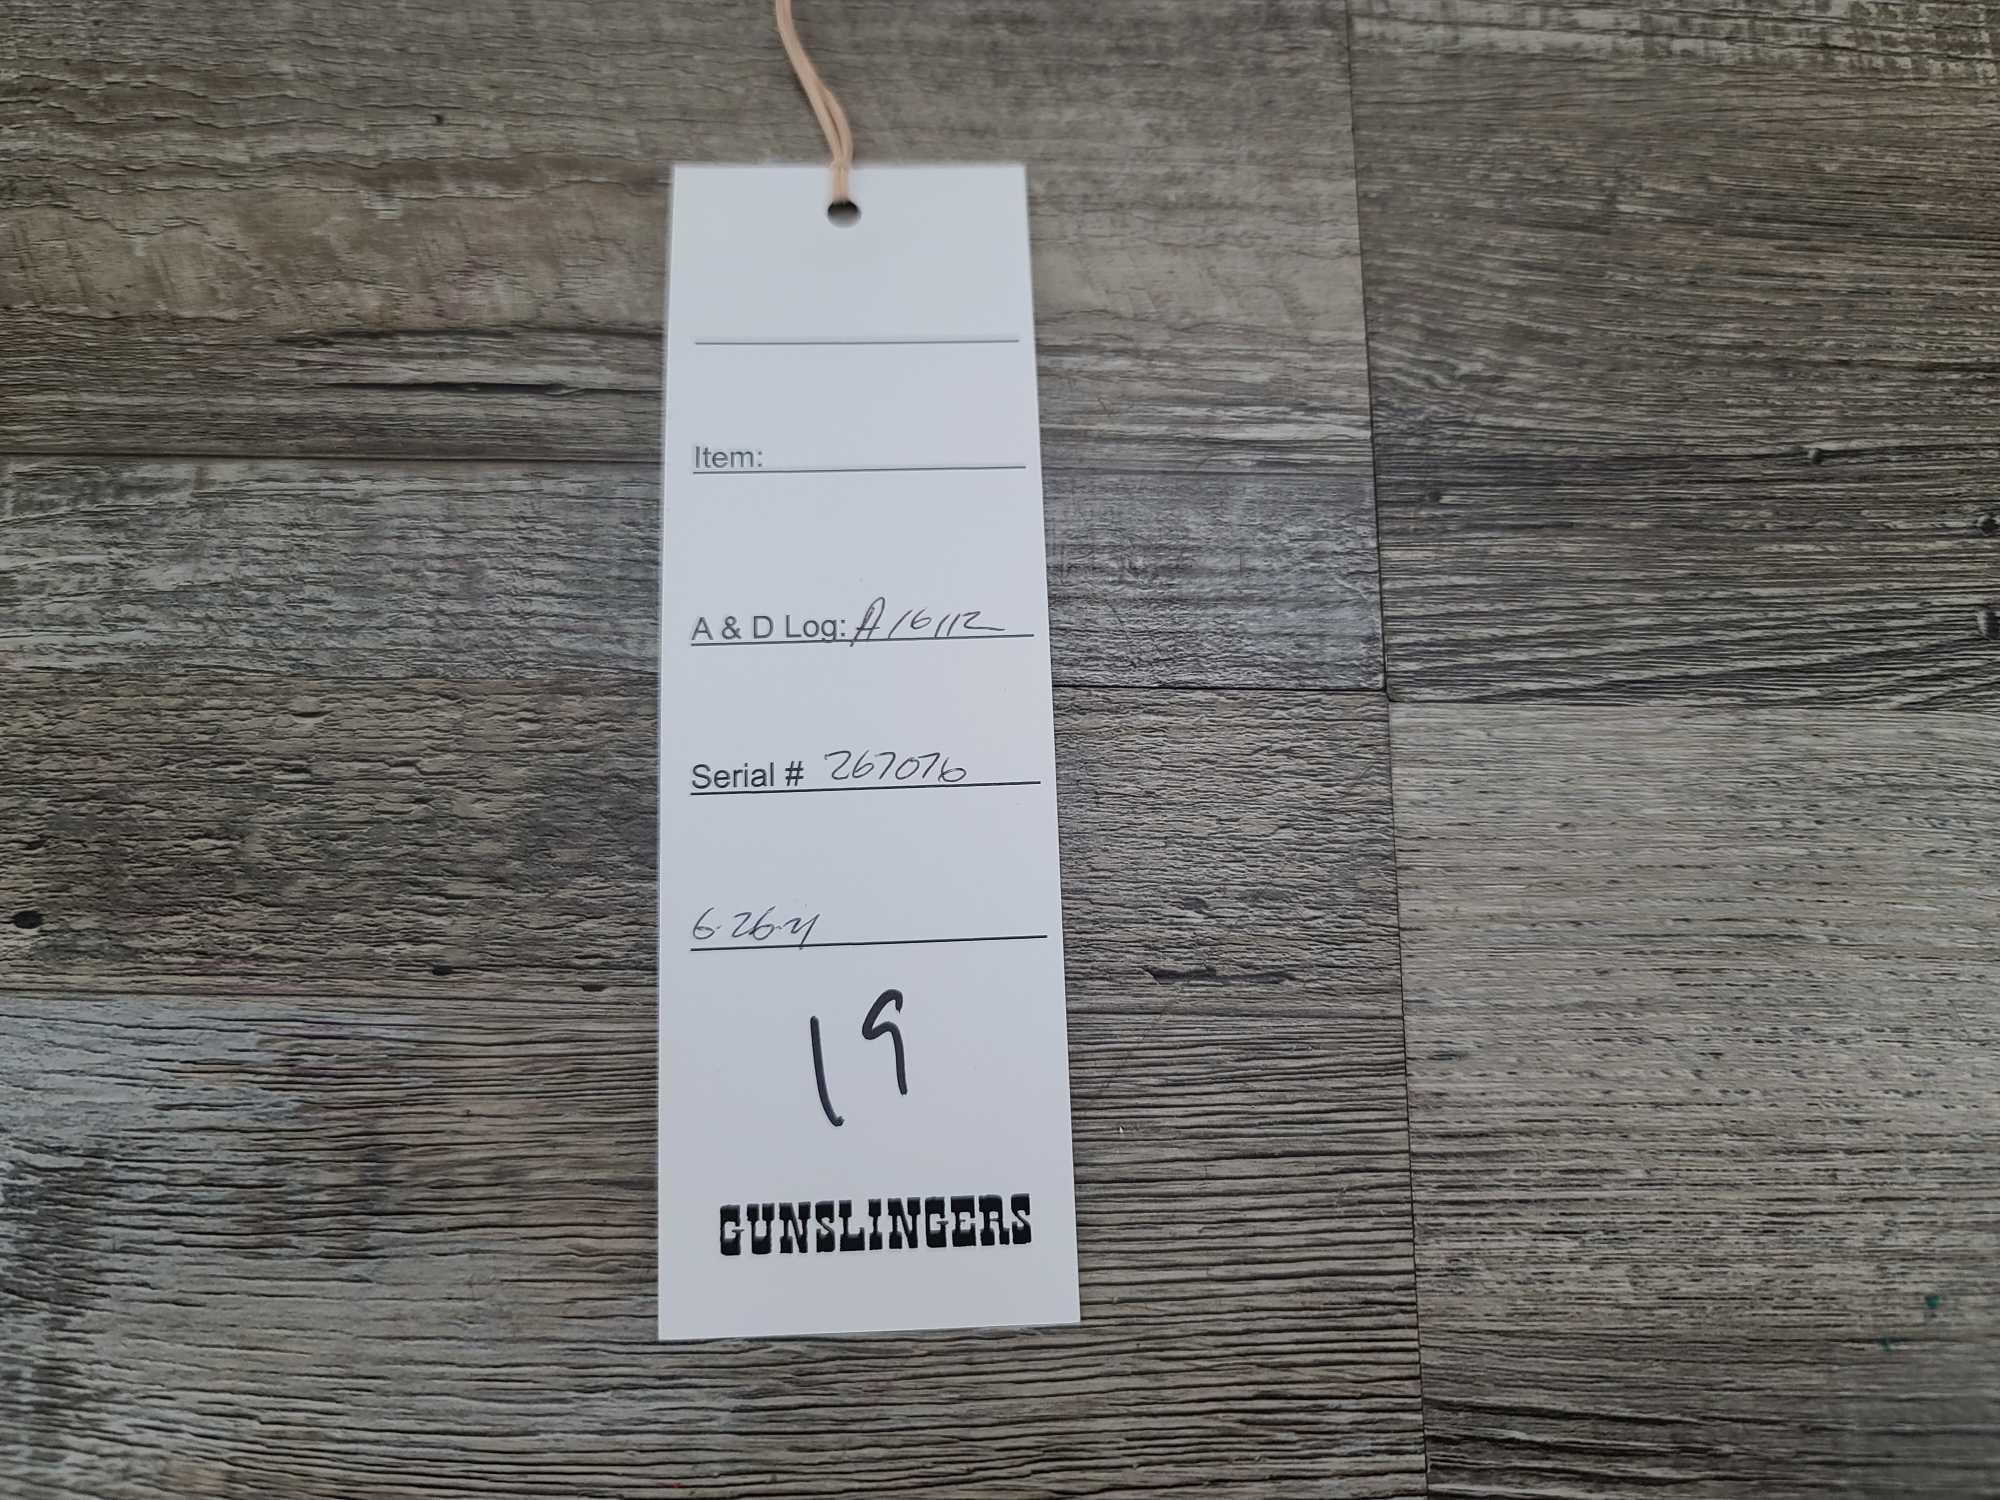 Item:
A & D Log: A16112
Serial # 267076
6-26-21
19
GUNSLINGERS